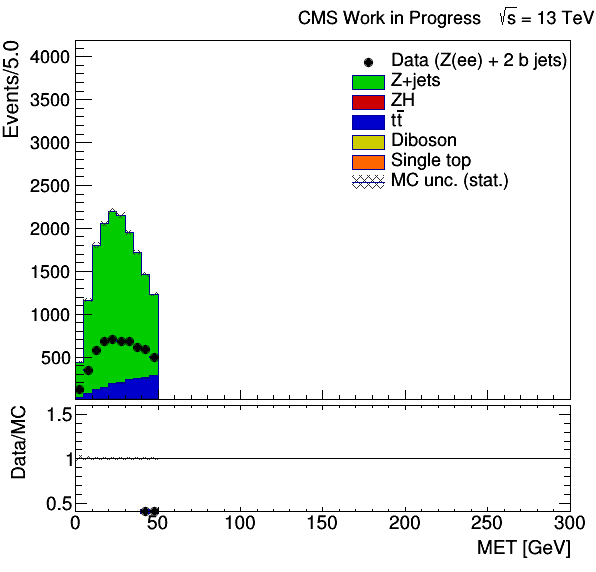 CMS Work in Progress √s = 13 TeV
Events/5.0
4000
3500
3000
2500
2000
1500
1000
500
Data (Z(ee) + 2 b jets)
Z+jets
ZH
tt̅
Diboson
Single top
MC unc. (stat.)
Data/MC
1.5
1
0.5
0 50 100 150 200 250 300
MET [GeV]